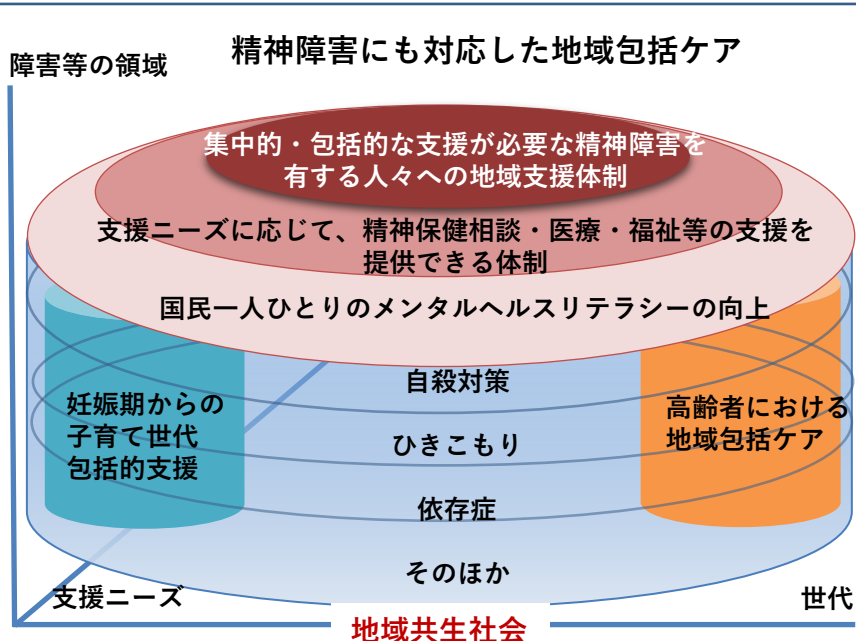 精神障害にも対応した地域包括ケア
障害等の領域
集中的・包括的な支援が必要な精神障害を
有する人々への地域支援体制
支援ニーズに応じて、精神保健相談・医療・福祉等の支援を
提供できる体制
国民一人ひとりのメンタルヘルスリテラシーの向上
妊娠期からの
子育て世代
包括的支援
自殺対策
ひきこもり
依存症
そのほか
高齢者における
地域包括ケア
支援ニーズ
世代
地域共生社会